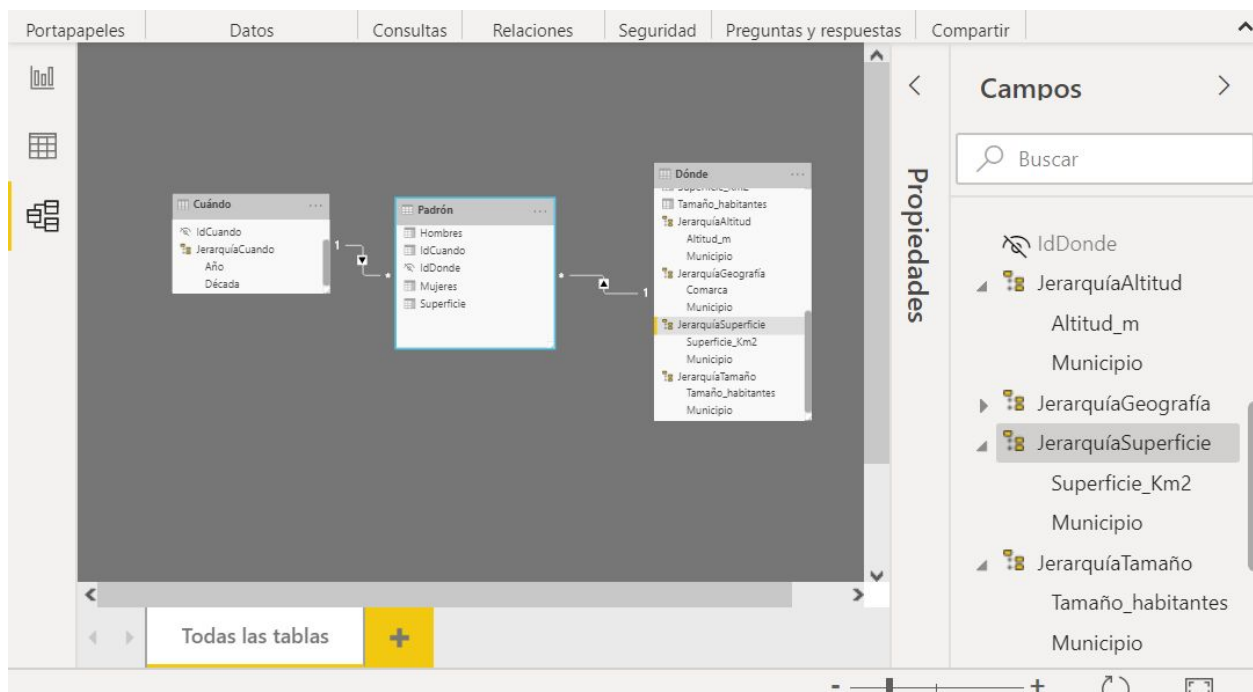 Portapapeles Datos Consultas Relaciones Seguridad Preguntas y respuestas Compartir
Cuándo
IdCuando
JerarquíaCuando
Año
Década
1
*
Padrón
Hombres
IdCuando
IdDonde
Mujeres
Superficie
*
1
Dónde
Superficie_Km2
Tamaño_habitantes
JerarquíaAltitud
Altitud_m
Municipio
JerarquíaGeografía
Comarca
Municipio
JerarquíaSuperficie
Superficie_Km2
Municipio
JerarquíaTamaño
Tamaño_habitantes
Municipio
Todas las tablas
Propiedades
Campos
Buscar
IdDonde
JerarquíaAltitud
Altitud_m
Municipio
JerarquíaGeografía
JerarquíaSuperficie
Superficie_Km2
Municipio
JerarquíaTamaño
Tamaño_habitantes
Municipio